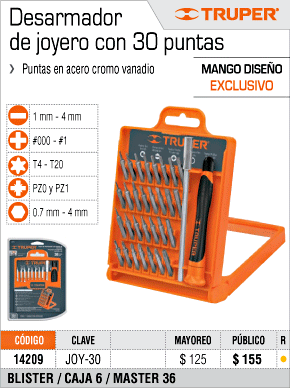 Desarmador
de joyero con 30 puntas
TRUPER®
Puntas en acero cromo vanadio
MANGO DISEÑO
EXCLUSIVO
1 mm - 4 mm
#000 - #1
T4 - T20
PZ0 y PZ1
0.7 mm - 4 mm
TRUPER
CÓDIGO CLAVE MAYOREO PÚBLICO R
14209 JOY-30 $ 125 $ 155
BLISTER / CAJA 6 / MASTER 36